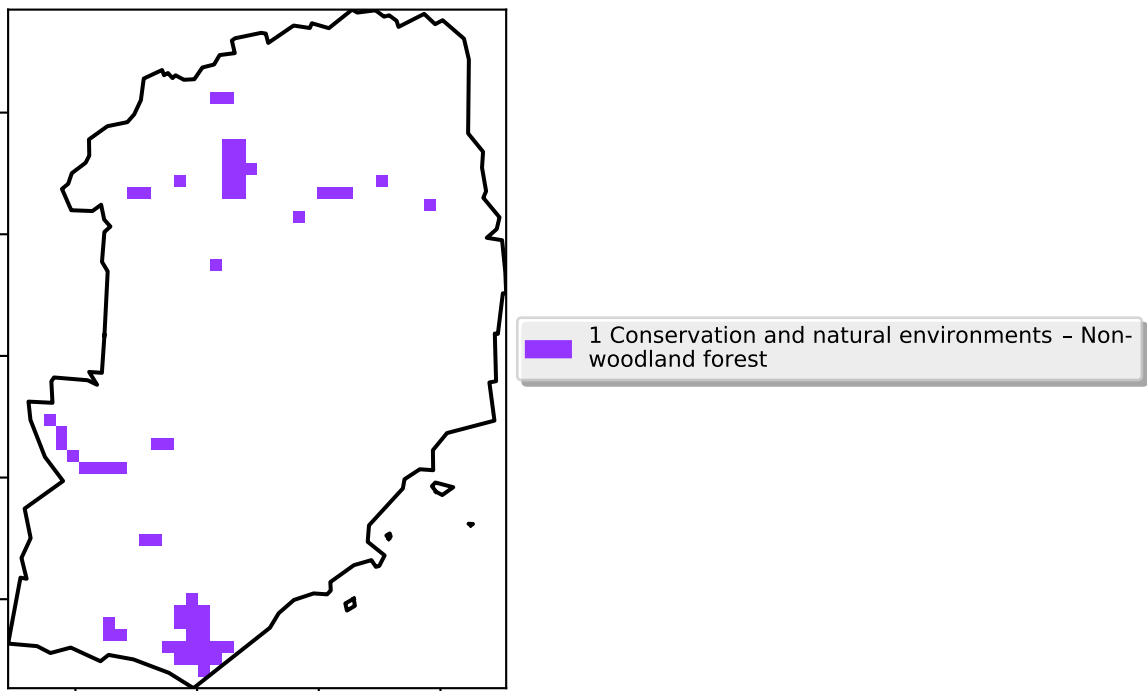 1 Conservation and natural environments – Non-
woodland forest